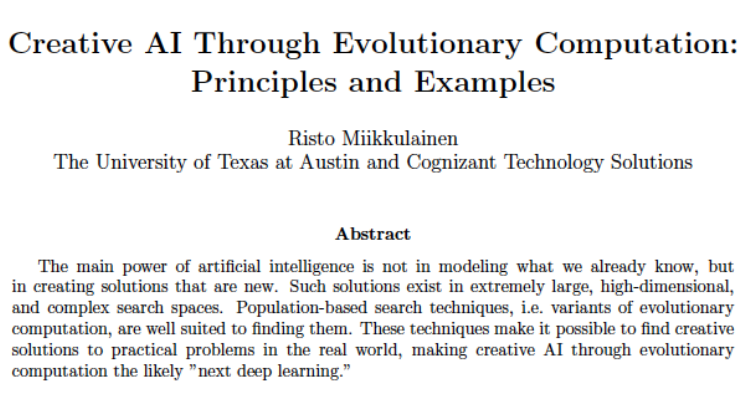 Creative AI Through Evolutionary Computation:
Principles and Examples
Risto Miikkulainen
The University of Texas at Austin and Cognizant Technology Solutions
Abstract
The main power of artificial intelligence is not in modeling what we already know, but
in creating solutions that are new. Such solutions exist in extremely large, high-dimensional,
and complex search spaces. Population-based search techniques, i.e. variants of evolutionary
computation, are well suited to finding them. These techniques make it possible to find creative
solutions to practical problems in the real world, making creative AI through evolutionary
computation the likely ”next deep learning.”